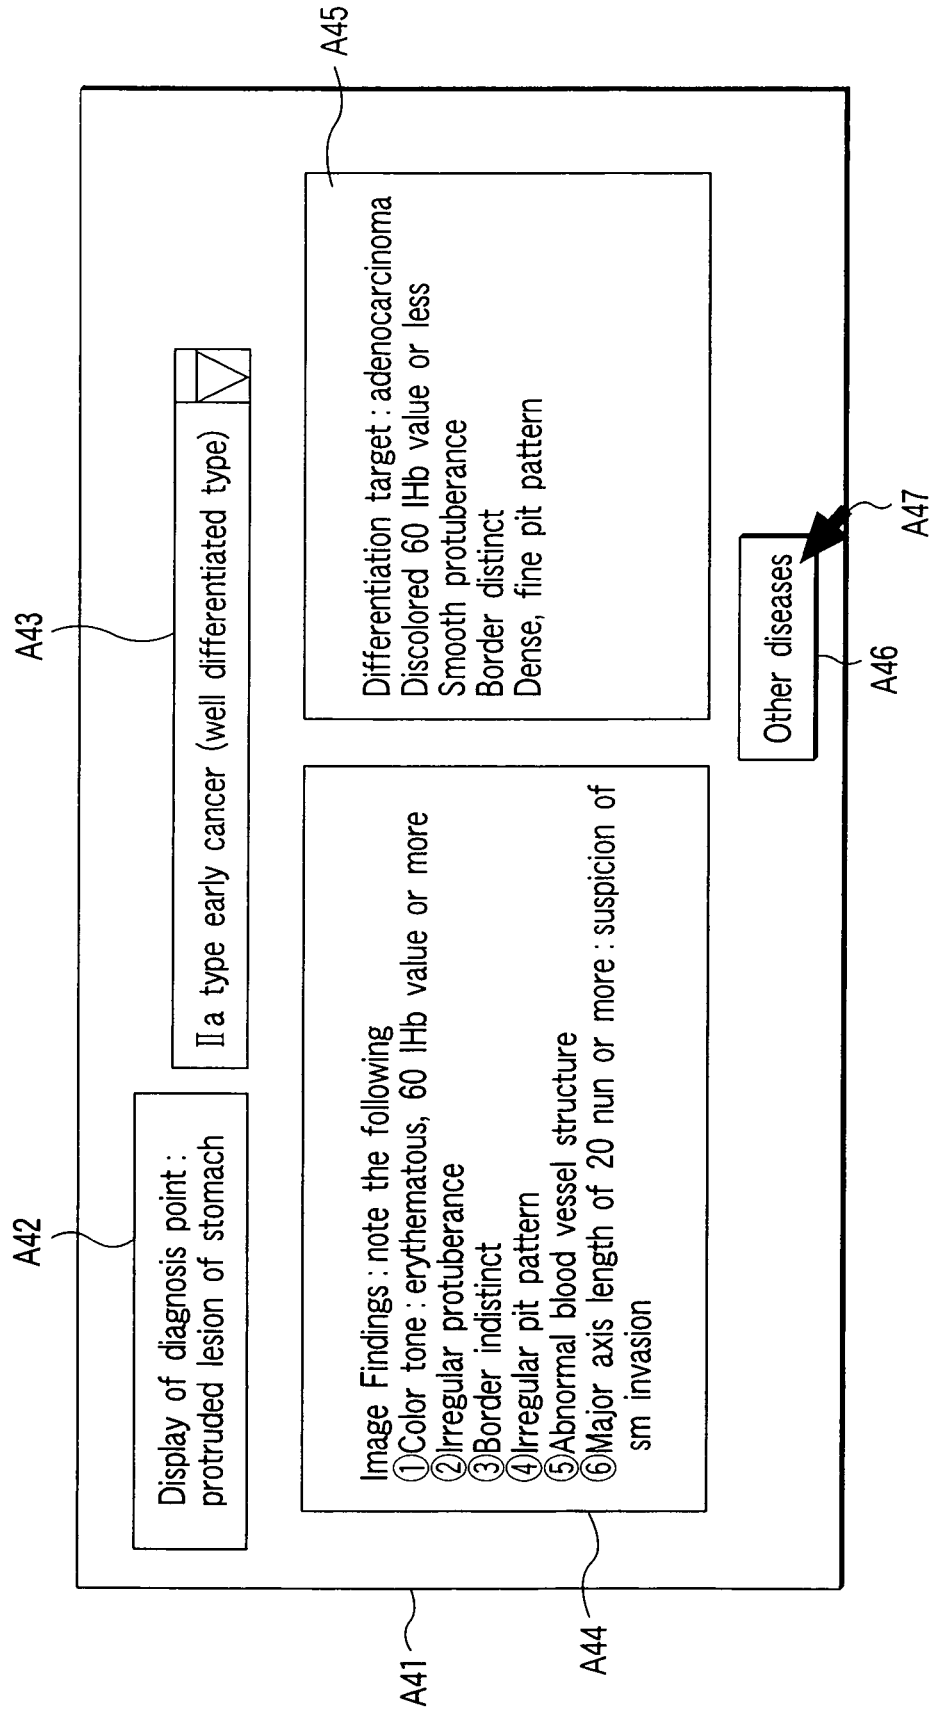 A42
A43
A45
Display of diagnosis point :
protruded lesion of stomach
IIa type early cancer (well differentiated type)
Image Findings : note the following
①Color tone : erythematous, 60 IHb value or more
②Irregular protuberance
③Border indistinct
④Irregular pit pattern
⑤Abnormal blood vessel structure
⑥Major axis length of 20 nun or more : suspicion of
sm invasion
Differentiation target : adenocarcinoma
Discolored 60 IHb value or less
Smooth protuberance
Border distinct
Dense, fine pit pattern
Other diseases
A41
A44
A46
A47